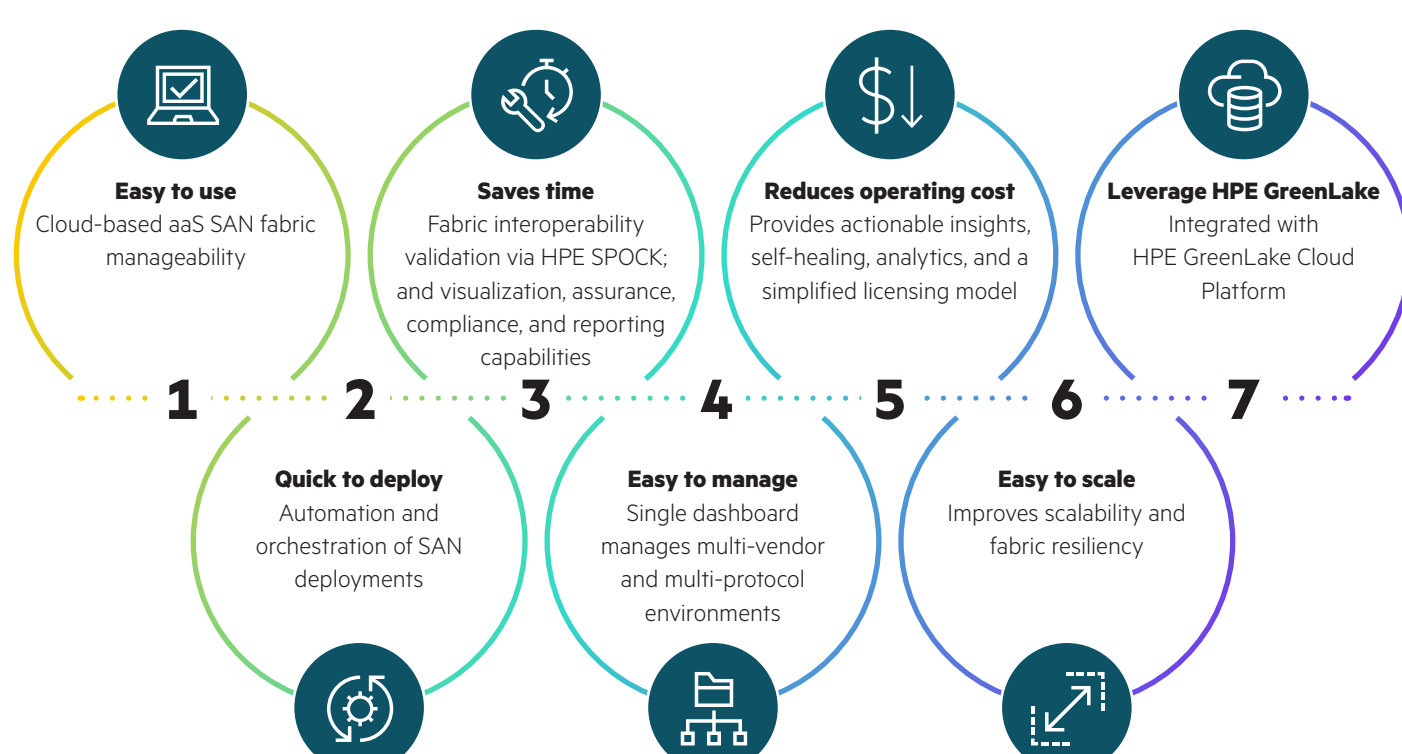 Easy to use
Cloud-based aaS SAN fabric
manageability
Saves time
Fabric interoperability
validation via HPE SPOCK;
and visualization, assurance,
compliance, and reporting
capabilities
Reduces operating cost
Provides actionable insights,
self-healing, analytics, and a
simplified licensing model
Leverage HPE GreenLake
Integrated with
HPE GreenLake Cloud
Platform
1 2 3 4 5 6 7
Quick to deploy
Automation and
orchestration of SAN
deployments
Easy to manage
Single dashboard
manages multi-vendor
and multi-protocol
environments
Easy to scale
Improves scalability and
fabric resiliency